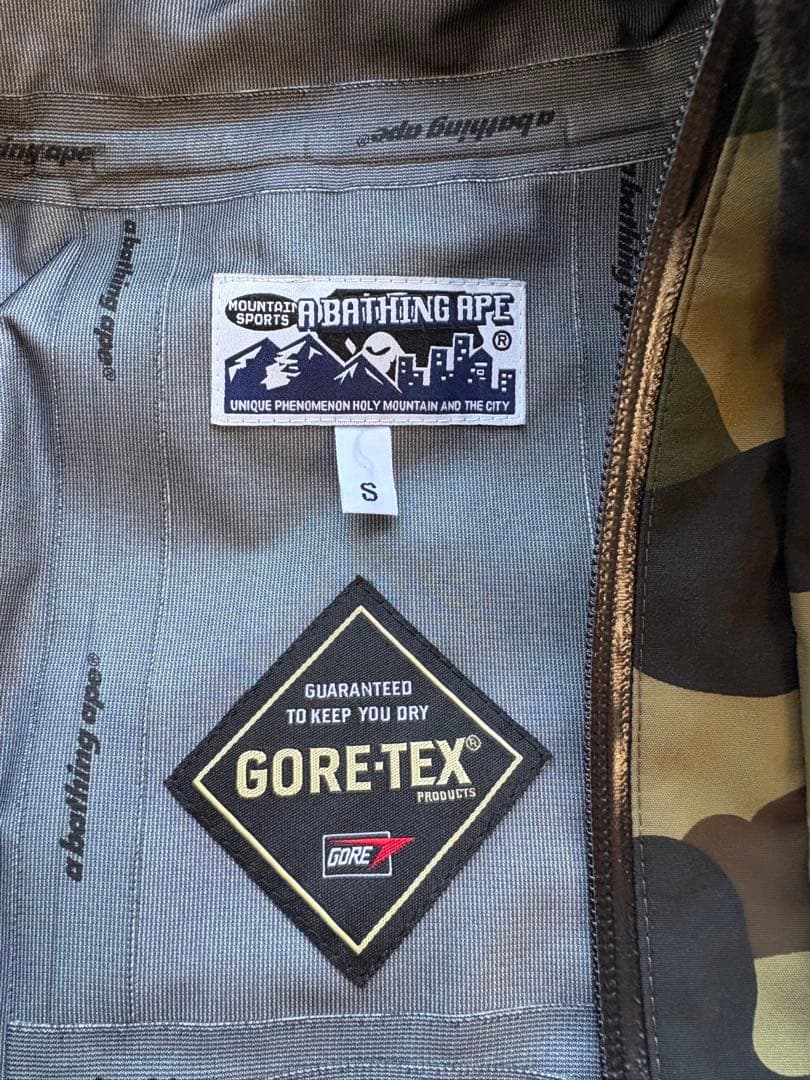 a bathing ape®
a bathing ape®
a bathing
MOUNTAIN
SPORTS
A BATHING APE
®
UNIQUE PHENOMENON HOLY MOUNTAIN AND THE CITY
S
GUARANTEED
TO KEEP YOU DRY
GORE-TEX®
PRODUCTS
GORE
a bathing ape®